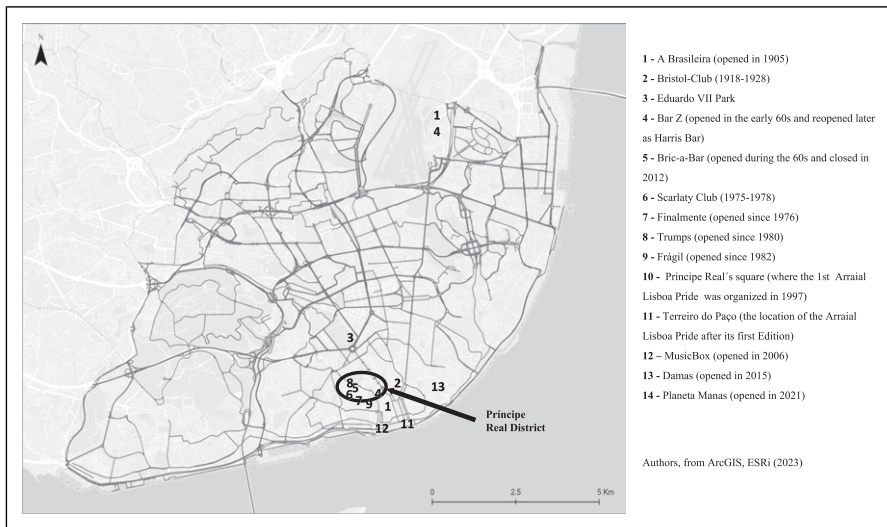 N
1
4
3
8
5
6
7
9
4
2
13
1
12
11
Príncipe
Real District
0 2.5 5 Km
1 - A Brasileira (opened in 1905)
2 - Bristol-Club (1918-1928)
3 - Eduardo VII Park
4 - Bar Z (opened in the early 60s and reopened later
as Harris Bar)
5 - Bric-a-Bar (opened during the 60s and closed in
2012)
6 - Scarlaty Club (1975-1978)
7 - Finalmente (opened since 1976)
8 - Trumps (opened since 1980)
9 - Frágil (opened since 1982)
10 - Principe Real´s square (where the 1st Arraial
Lisboa Pride was organized in 1997)
11 - Terreiro do Paço (the location of the Arraial
Lisboa Pride after its first Edition)
12 – MusicBox (opened in 2006)
13 - Damas (opened in 2015)
14 - Planeta Manas (opened in 2021)
Authors, from ArcGIS, ESRi (2023)